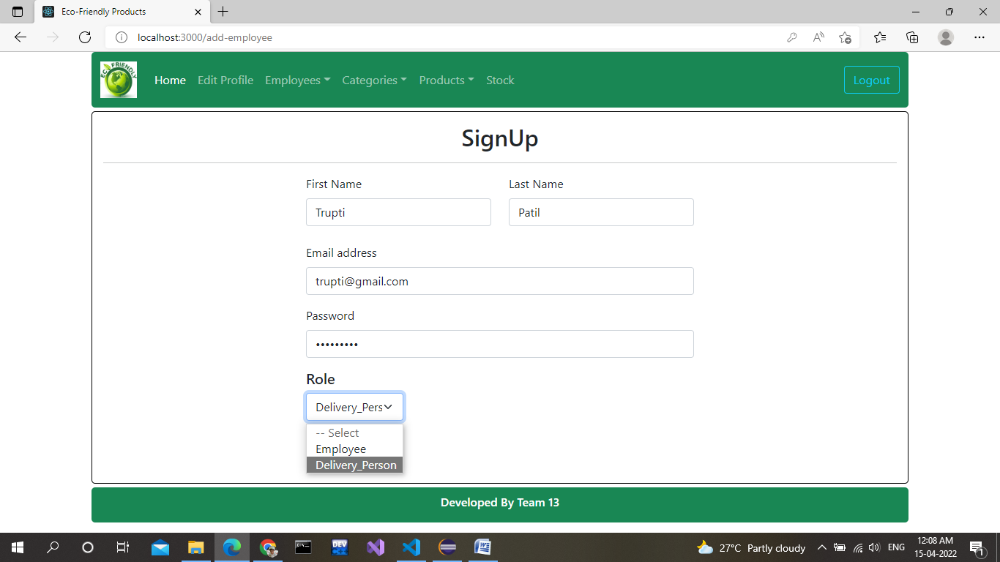 Eco-Friendly Products
localhost:3000/add-employee
ECO FRIENDLY
Home Edit Profile Employees Categories Products Stock Logout
SignUp
First Name Last Name
Trupti Patil
Email address
trupti@gmail.com
Password
•••••••••
Role
Delivery_Pers
-- Select
Employee
Delivery_Person
Developed By Team 13
DEV
27°C Partly cloudy ENG 12:08 AM
15-04-2022
1